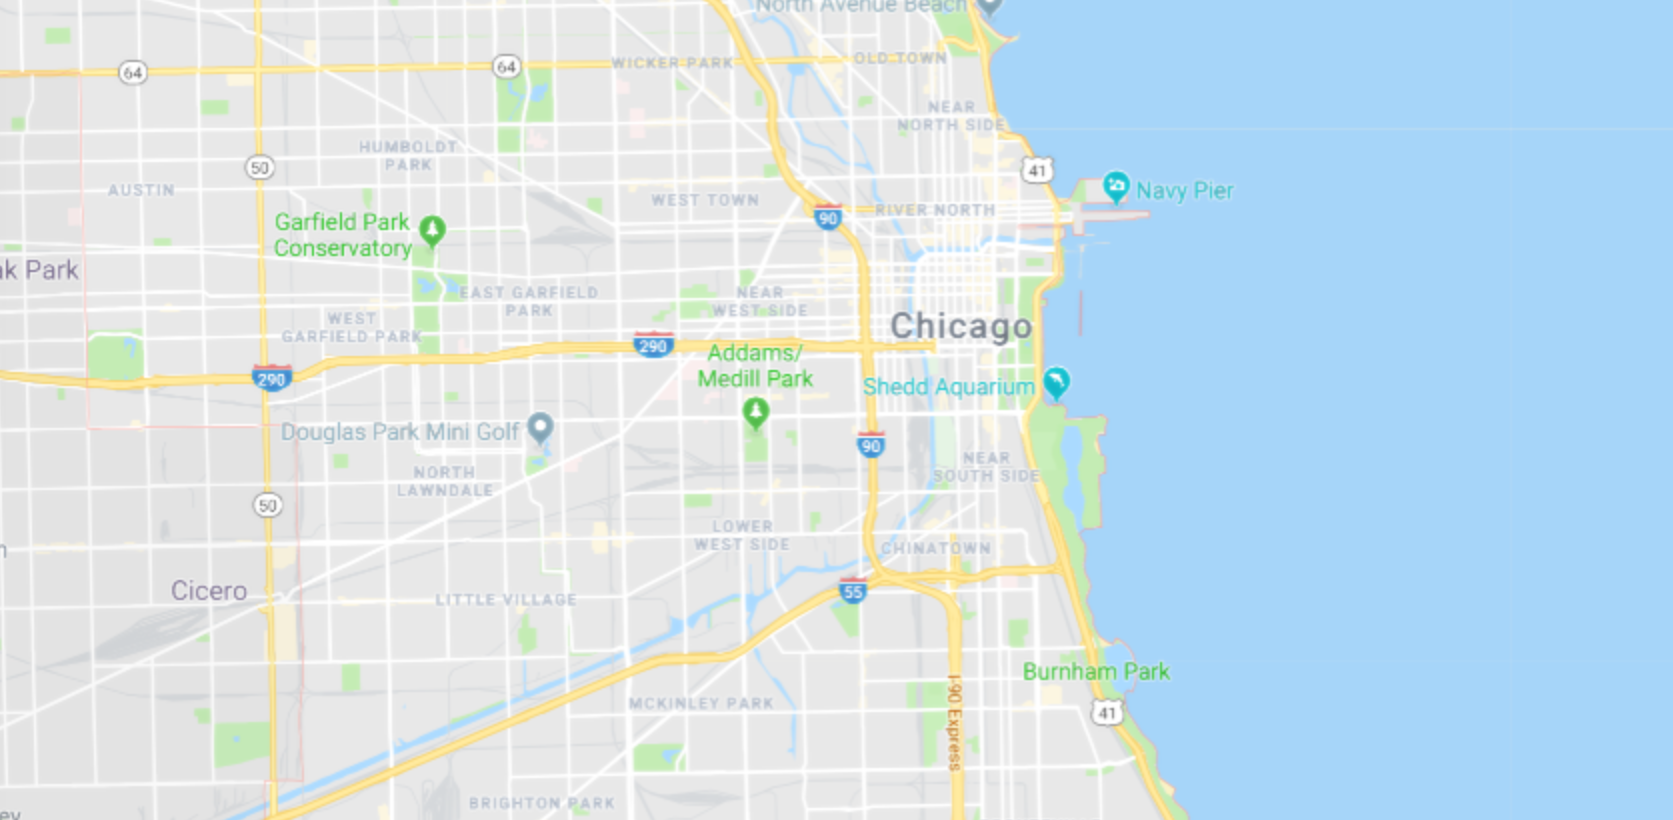 North Avenue Beach
64
64
WICKER PARK
OLD TOWN
NEAR
NORTH SIDE
HUMBOLDT
PARK
50
41
AUSTIN
WEST TOWN
Navy Pier
90
RIVER NORTH
Garfield Park
Conservatory
Park
EAST GARFIELD
PARK
NEAR
WEST SIDE
WEST
GARFIELD PARK
Chicago
290
290
Addams/
Medill Park
Shedd Aquarium
Douglas Park Mini Golf
90
NORTH
LAWNDALE
NEAR
SOUTH SIDE
50
LOWER
WEST SIDE
CHINATOWN
Cicero
LITTLE VILLAGE
55
Burnham Park
MCKINLEY PARK
I-90 Express
41
BRIGHTON PARK